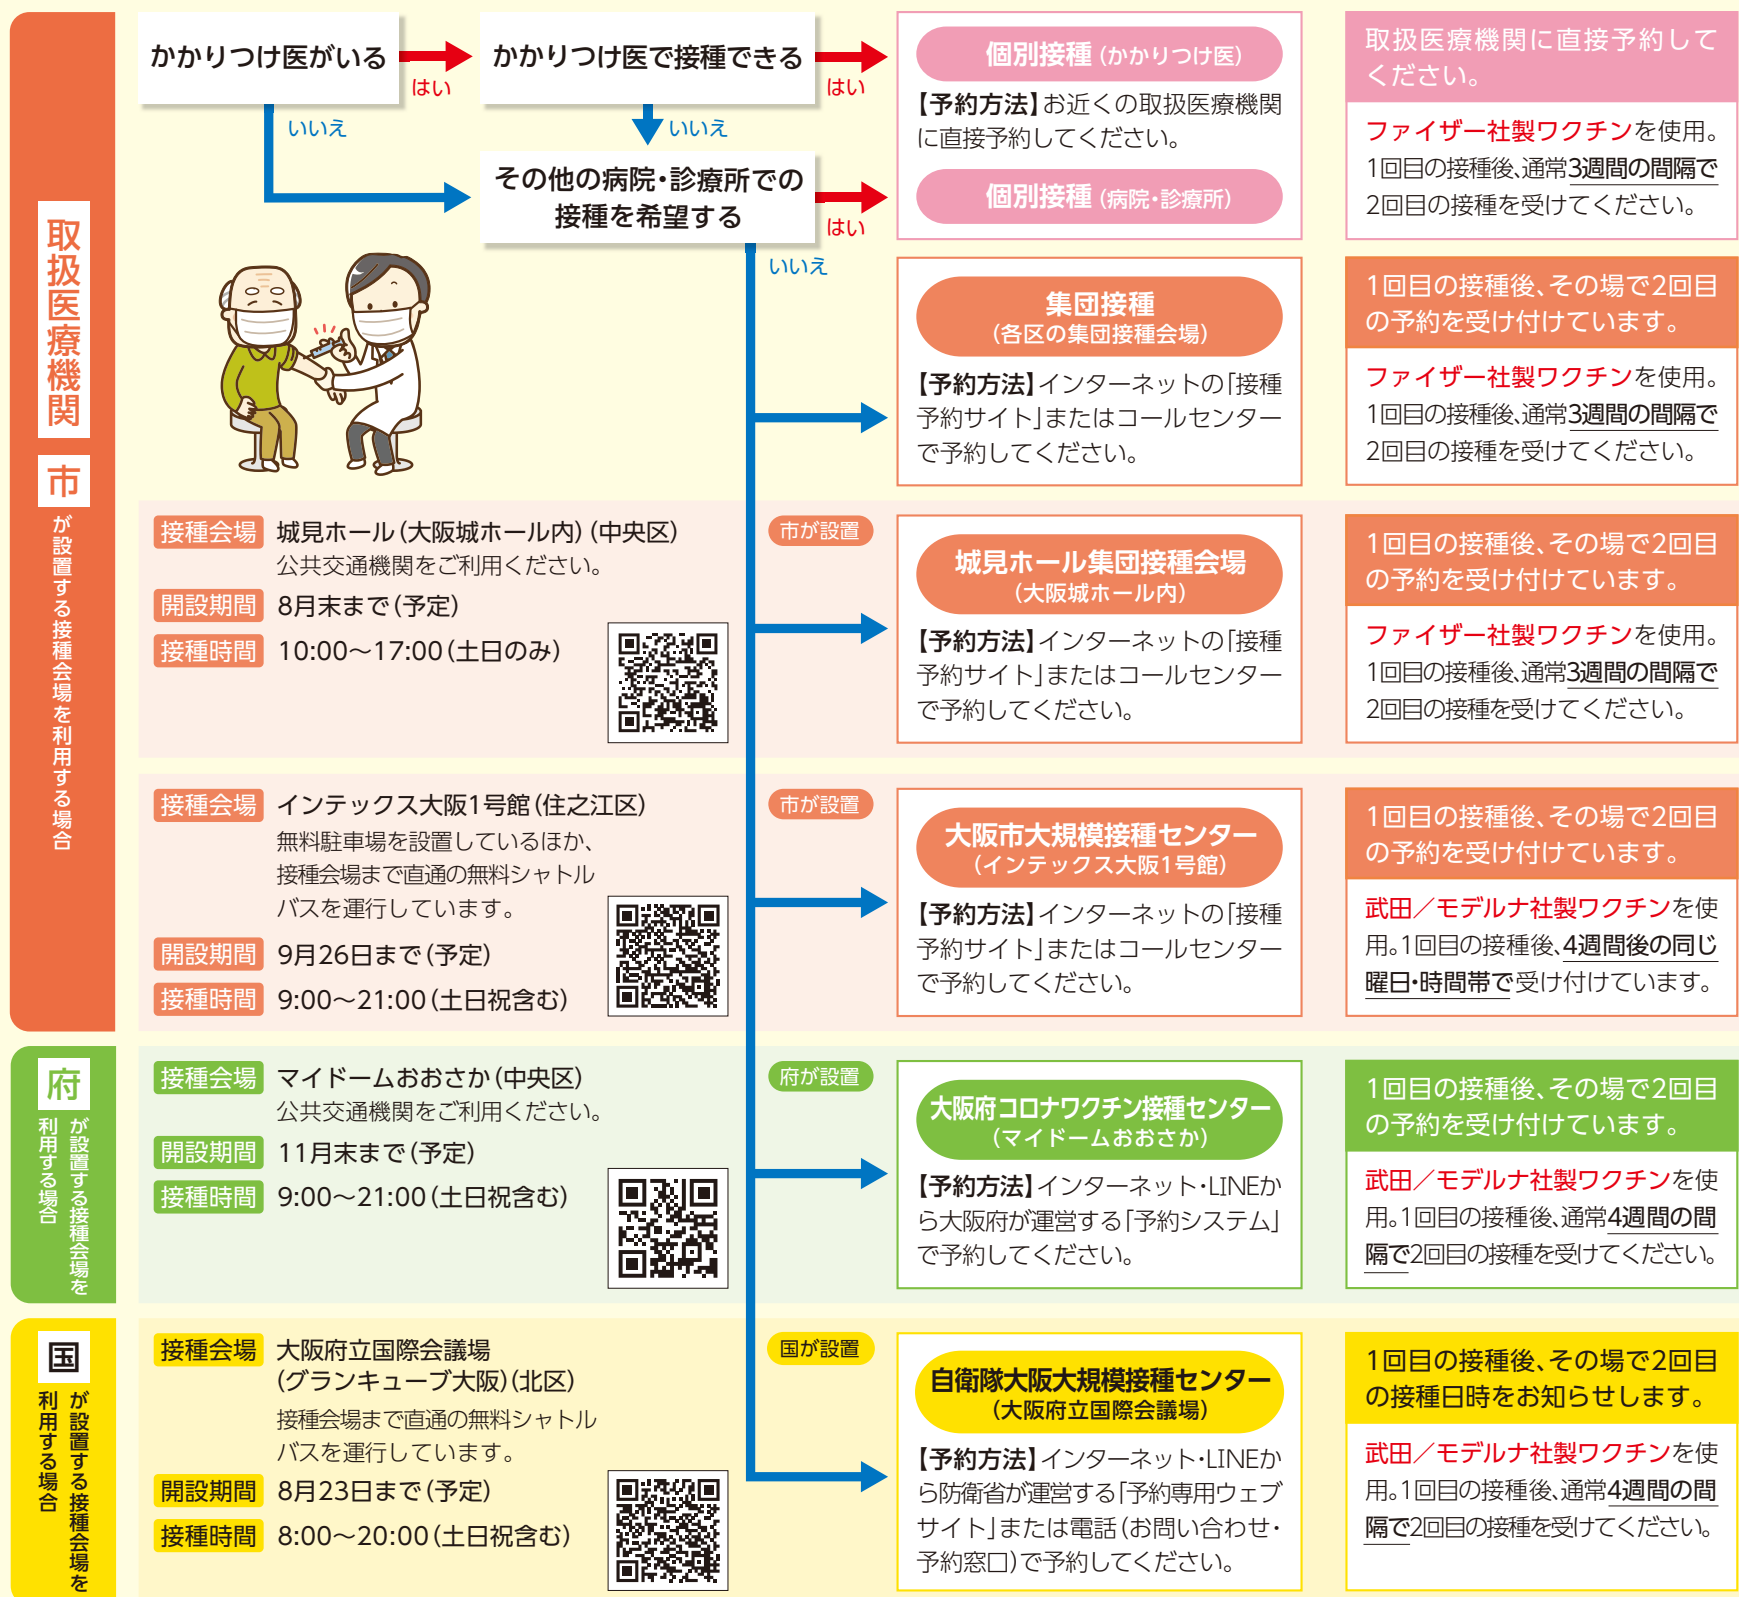 取扱医療機関
市
が設置する接種会場を利用する場合
かかりつけ医がいる
はい
いいえ
かかりつけ医で接種できる
はい
いいえ
その他の病院・診療所での
接種を希望する
はい
いいえ
個別接種(かかりつけ医)
【予約方法】お近くの取扱医療機関
に直接予約してください。
個別接種(病院・診療所)
取扱医療機関に直接予約して
ください。
ファイザー社製ワクチンを使用。
1回目の接種後、通常3週間の間隔で
2回目の接種を受けてください。
集団接種
(各区の集団接種会場)
【予約方法】インターネットの「接種
予約サイト」またはコールセンター
で予約してください。
1回目の接種後、その場で2回目
の予約を受け付けています。
ファイザー社製ワクチンを使用。
1回目の接種後、通常3週間の間隔で
2回目の接種を受けてください。
接種会場 城見ホール(大阪城ホール内)(中央区)
公共交通機関をご利用ください。
開設期間 8月末まで(予定)
接種時間 10:00〜17:00(土日のみ)
市が設置
城見ホール集団接種会場
(大阪城ホール内)
【予約方法】インターネットの「接種
予約サイト」またはコールセンター
で予約してください。
1回目の接種後、その場で2回目
の予約を受け付けています。
ファイザー社製ワクチンを使用。
1回目の接種後、通常3週間の間隔で
2回目の接種を受けてください。
接種会場 インテックス大阪1号館(住之江区)
無料駐車場を設置しているほか、
接種会場まで直通の無料シャトル
バスを運行しています。
開設期間 9月26日まで(予定)
接種時間 9:00〜21:00(土日祝含む)
市が設置
大阪市大規模接種センター
(インテックス大阪1号館)
【予約方法】インターネットの「接種
予約サイト」またはコールセンター
で予約してください。
1回目の接種後、その場で2回目
の予約を受け付けています。
武田/モデルナ社製ワクチンを使
用。1回目の接種後、4週間後の同じ
曜日・時間帯で受け付けています。
府
が設置する接種会場を
利用する場合
接種会場 マイドームおおさか(中央区)
公共交通機関をご利用ください。
開設期間 11月末まで(予定)
接種時間 9:00〜21:00(土日祝含む)
府が設置
大阪府コロナワクチン接種センター
(マイドームおおさか)
【予約方法】インターネット・LINEか
ら大阪府が運営する「予約システム」
で予約してください。
1回目の接種後、その場で2回目
の予約を受け付けています。
武田/モデルナ社製ワクチンを使
用。1回目の接種後、通常4週間の間
隔で2回目の接種を受けてください。
国
が設置する接種会場を
利用する場合
接種会場 大阪府立国際会議場
(グランキューブ大阪)(北区)
接種会場まで直通の無料シャトル
バスを運行しています。
開設期間 8月23日まで(予定)
接種時間 8:00〜20:00(土日祝含む)
国が設置
自衛隊大阪大規模接種センター
(大阪府立国際会議場)
【予約方法】インターネット・LINEか
ら防衛省が運営する「予約専用ウェブ
サイト」または電話(お問い合わせ・
予約窓口)で予約してください。
1回目の接種後、その場で2回目
の接種日時をお知らせします。
武田/モデルナ社製ワクチンを使
用。1回目の接種後、通常4週間の間
隔で2回目の接種を受けてください。